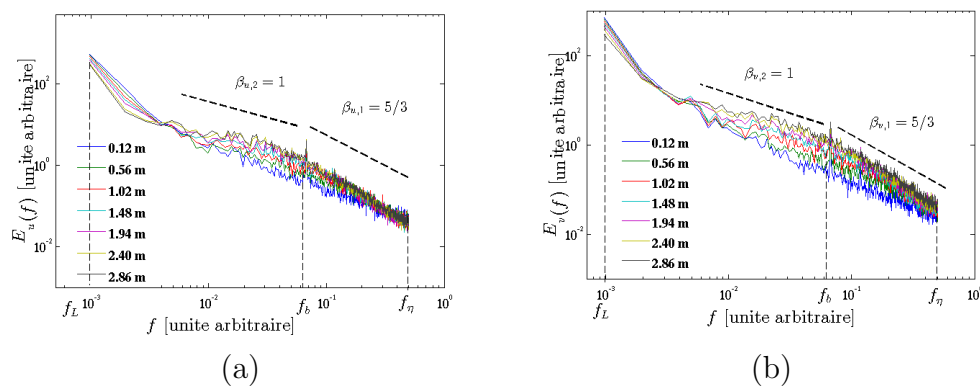 10^2
10^0
10^-2
E_u(f) [unite arbitraire]
β_{u,2} = 1
β_{u,1} = 5/3
0.12 m
0.56 m
1.02 m
1.48 m
1.94 m
2.40 m
2.86 m
f_L 10^-3 10^-2 f_b 10^-1 f_η 10^0
f [unite arbitraire]
(a)
10^2
10^0
10^-2
E_v(f) [unite arbitraire]
β_{v,2} = 1
β_{v,1} = 5/3
0.12 m
0.56 m
1.02 m
1.48 m
1.94 m
2.40 m
2.86 m
10^-3 10^-2 10^-1 10^0
f_L f_b f_η
f [unite arbitraire]
(b)